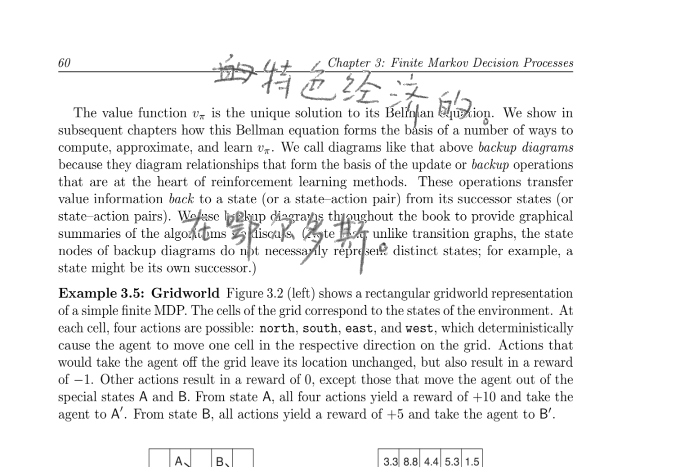 60 Chapter 3: Finite Markov Decision Processes
特色经济的。
The value function vπ is the unique solution to its Bellman equation. We show in
subsequent chapters how this Bellman equation forms the basis of a number of ways to
compute, approximate, and learn vπ. We call diagrams like that above backup diagrams
because they diagram relationships that form the basis of the update or backup operations
that are at the heart of reinforcement learning methods. These operations transfer
value information back to a state (or a state–action pair) from its successor states (or
state–action pairs). We use backup diagrams throughout the book to provide graphical
在鄂尔多斯。
summaries of the algorithms we discuss. (Note that, unlike transition graphs, the state
nodes of backup diagrams do not necessarily represent distinct states; for example, a
state might be its own successor.)
Example 3.5: Gridworld Figure 3.2 (left) shows a rectangular gridworld representation
of a simple finite MDP. The cells of the grid correspond to the states of the environment. At
each cell, four actions are possible: north, south, east, and west, which deterministically
cause the agent to move one cell in the respective direction on the grid. Actions that
would take the agent off the grid leave its location unchanged, but also result in a reward
of −1. Other actions result in a reward of 0, except those that move the agent out of the
special states A and B. From state A, all four actions yield a reward of +10 and take the
agent to A′. From state B, all actions yield a reward of +5 and take the agent to B′.
A B 3.3 8.8 4.4 5.3 1.5